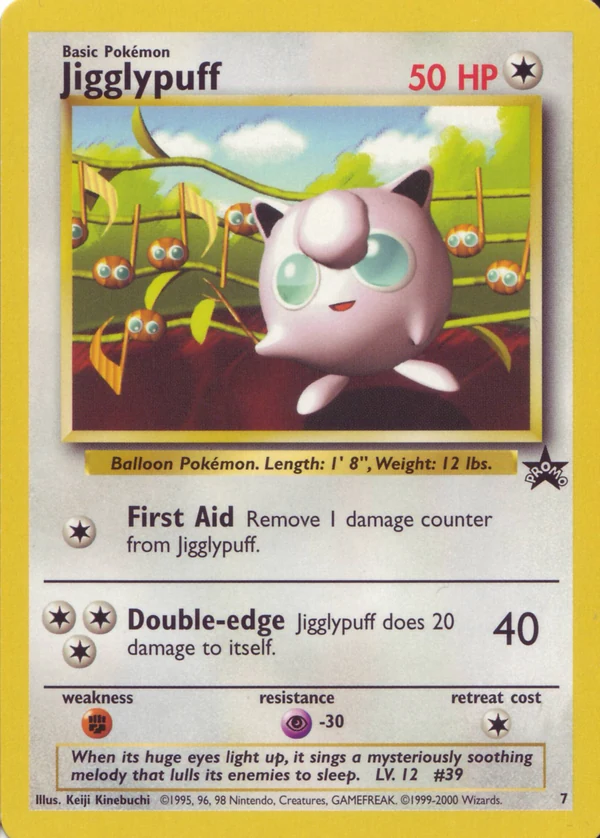 Basic Pokémon
Jigglypuff
50 HP
Balloon Pokémon. Length: 1' 8", Weight: 12 lbs.
PROMO
First Aid Remove 1 damage counter
from Jigglypuff.
Double-edge Jigglypuff does 20
damage to itself.
40
weakness
resistance
retreat cost
-30
When its huge eyes light up, it sings a mysteriously soothing
melody that lulls its enemies to sleep. LV. 12 #39
Illus. Keiji Kinebuchi ©1995, 96, 98 Nintendo, Creatures, GAMEFREAK. ©1999-2000 Wizards. 7